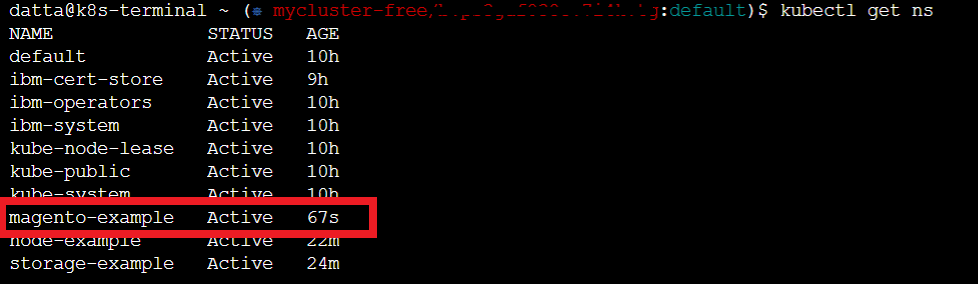 datta@k8s-terminal ~ (⎈ mycluster-free/:default)$ kubectl get ns
NAME STATUS AGE
default Active 10h
ibm-cert-store Active 9h
ibm-operators Active 10h
ibm-system Active 10h
kube-node-lease Active 10h
kube-public Active 10h
kube-system Active 10h
magento-example Active 67s
node-example Active 22m
storage-example Active 24m